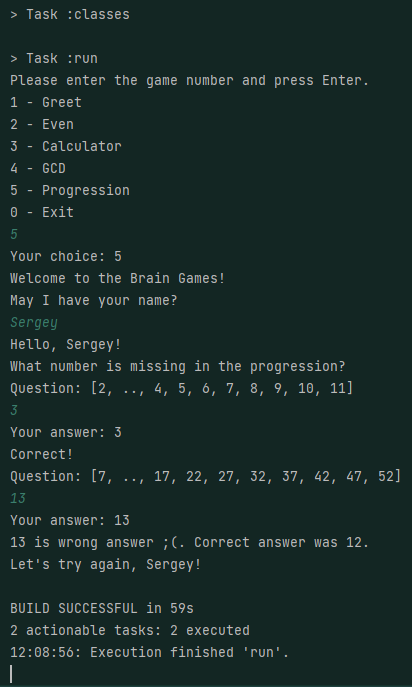 > Task :classes
> Task :run
Please enter the game number and press Enter.
1 - Greet
2 - Even
3 - Calculator
4 - GCD
5 - Progression
0 - Exit
5
Your choice: 5
Welcome to the Brain Games!
May I have your name?
Sergey
Hello, Sergey!
What number is missing in the progression?
Question: [2, .., 4, 5, 6, 7, 8, 9, 10, 11]
3
Your answer: 3
Correct!
Question: [7, .., 17, 22, 27, 32, 37, 42, 47, 52]
13
Your answer: 13
13 is wrong answer ;(. Correct answer was 12.
Let's try again, Sergey!
BUILD SUCCESSFUL in 59s
2 actionable tasks: 2 executed
12:08:56: Execution finished 'run'.